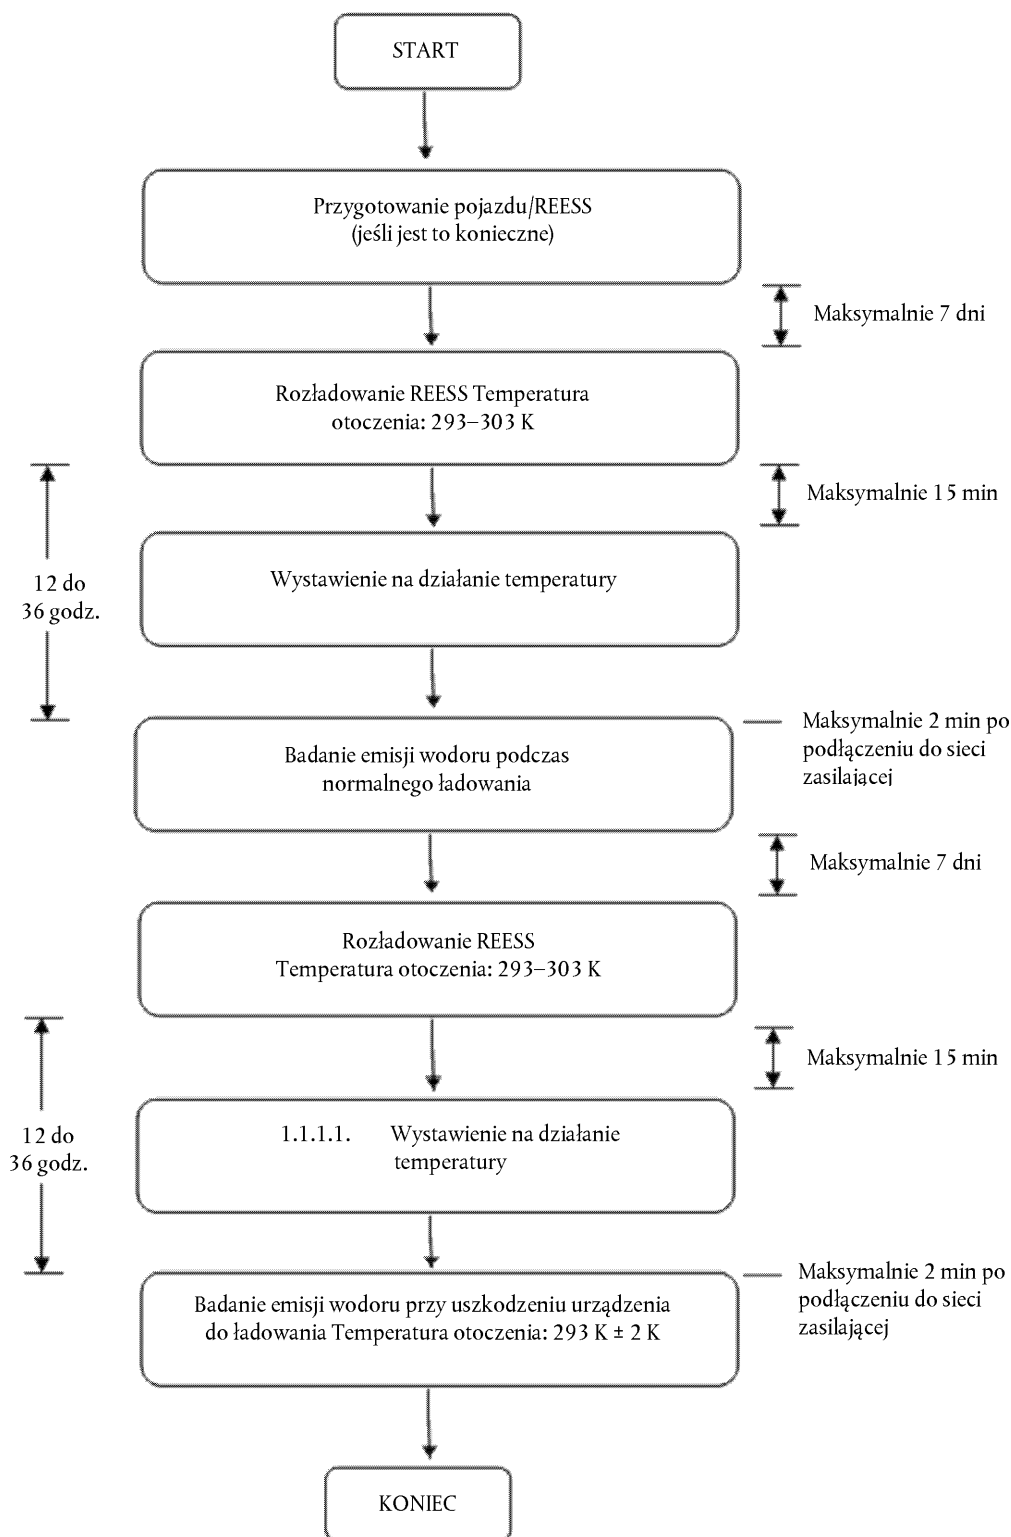 START
Przygotowanie pojazdu/REESS
(jeśli jest to konieczne)
Maksymalnie 7 dni
Rozładowanie REESS Temperatura
otoczenia: 293–303 K
Maksymalnie 15 min
12 do
36 godz.
Wystawienie na działanie temperatury
Badanie emisji wodoru podczas
normalnego ładowania
Maksymalnie 2 min po
podłączeniu do sieci
zasilającej
Maksymalnie 7 dni
Rozładowanie REESS
Temperatura otoczenia: 293–303 K
Maksymalnie 15 min
12 do
36 godz.
1.1.1.1. Wystawienie na działanie
temperatury
Badanie emisji wodoru przy uszkodzeniu urządzenia
do ładowania Temperatura otoczenia: 293 K ± 2 K
Maksymalnie 2 min po
podłączeniu do sieci
zasilającej
KONIEC